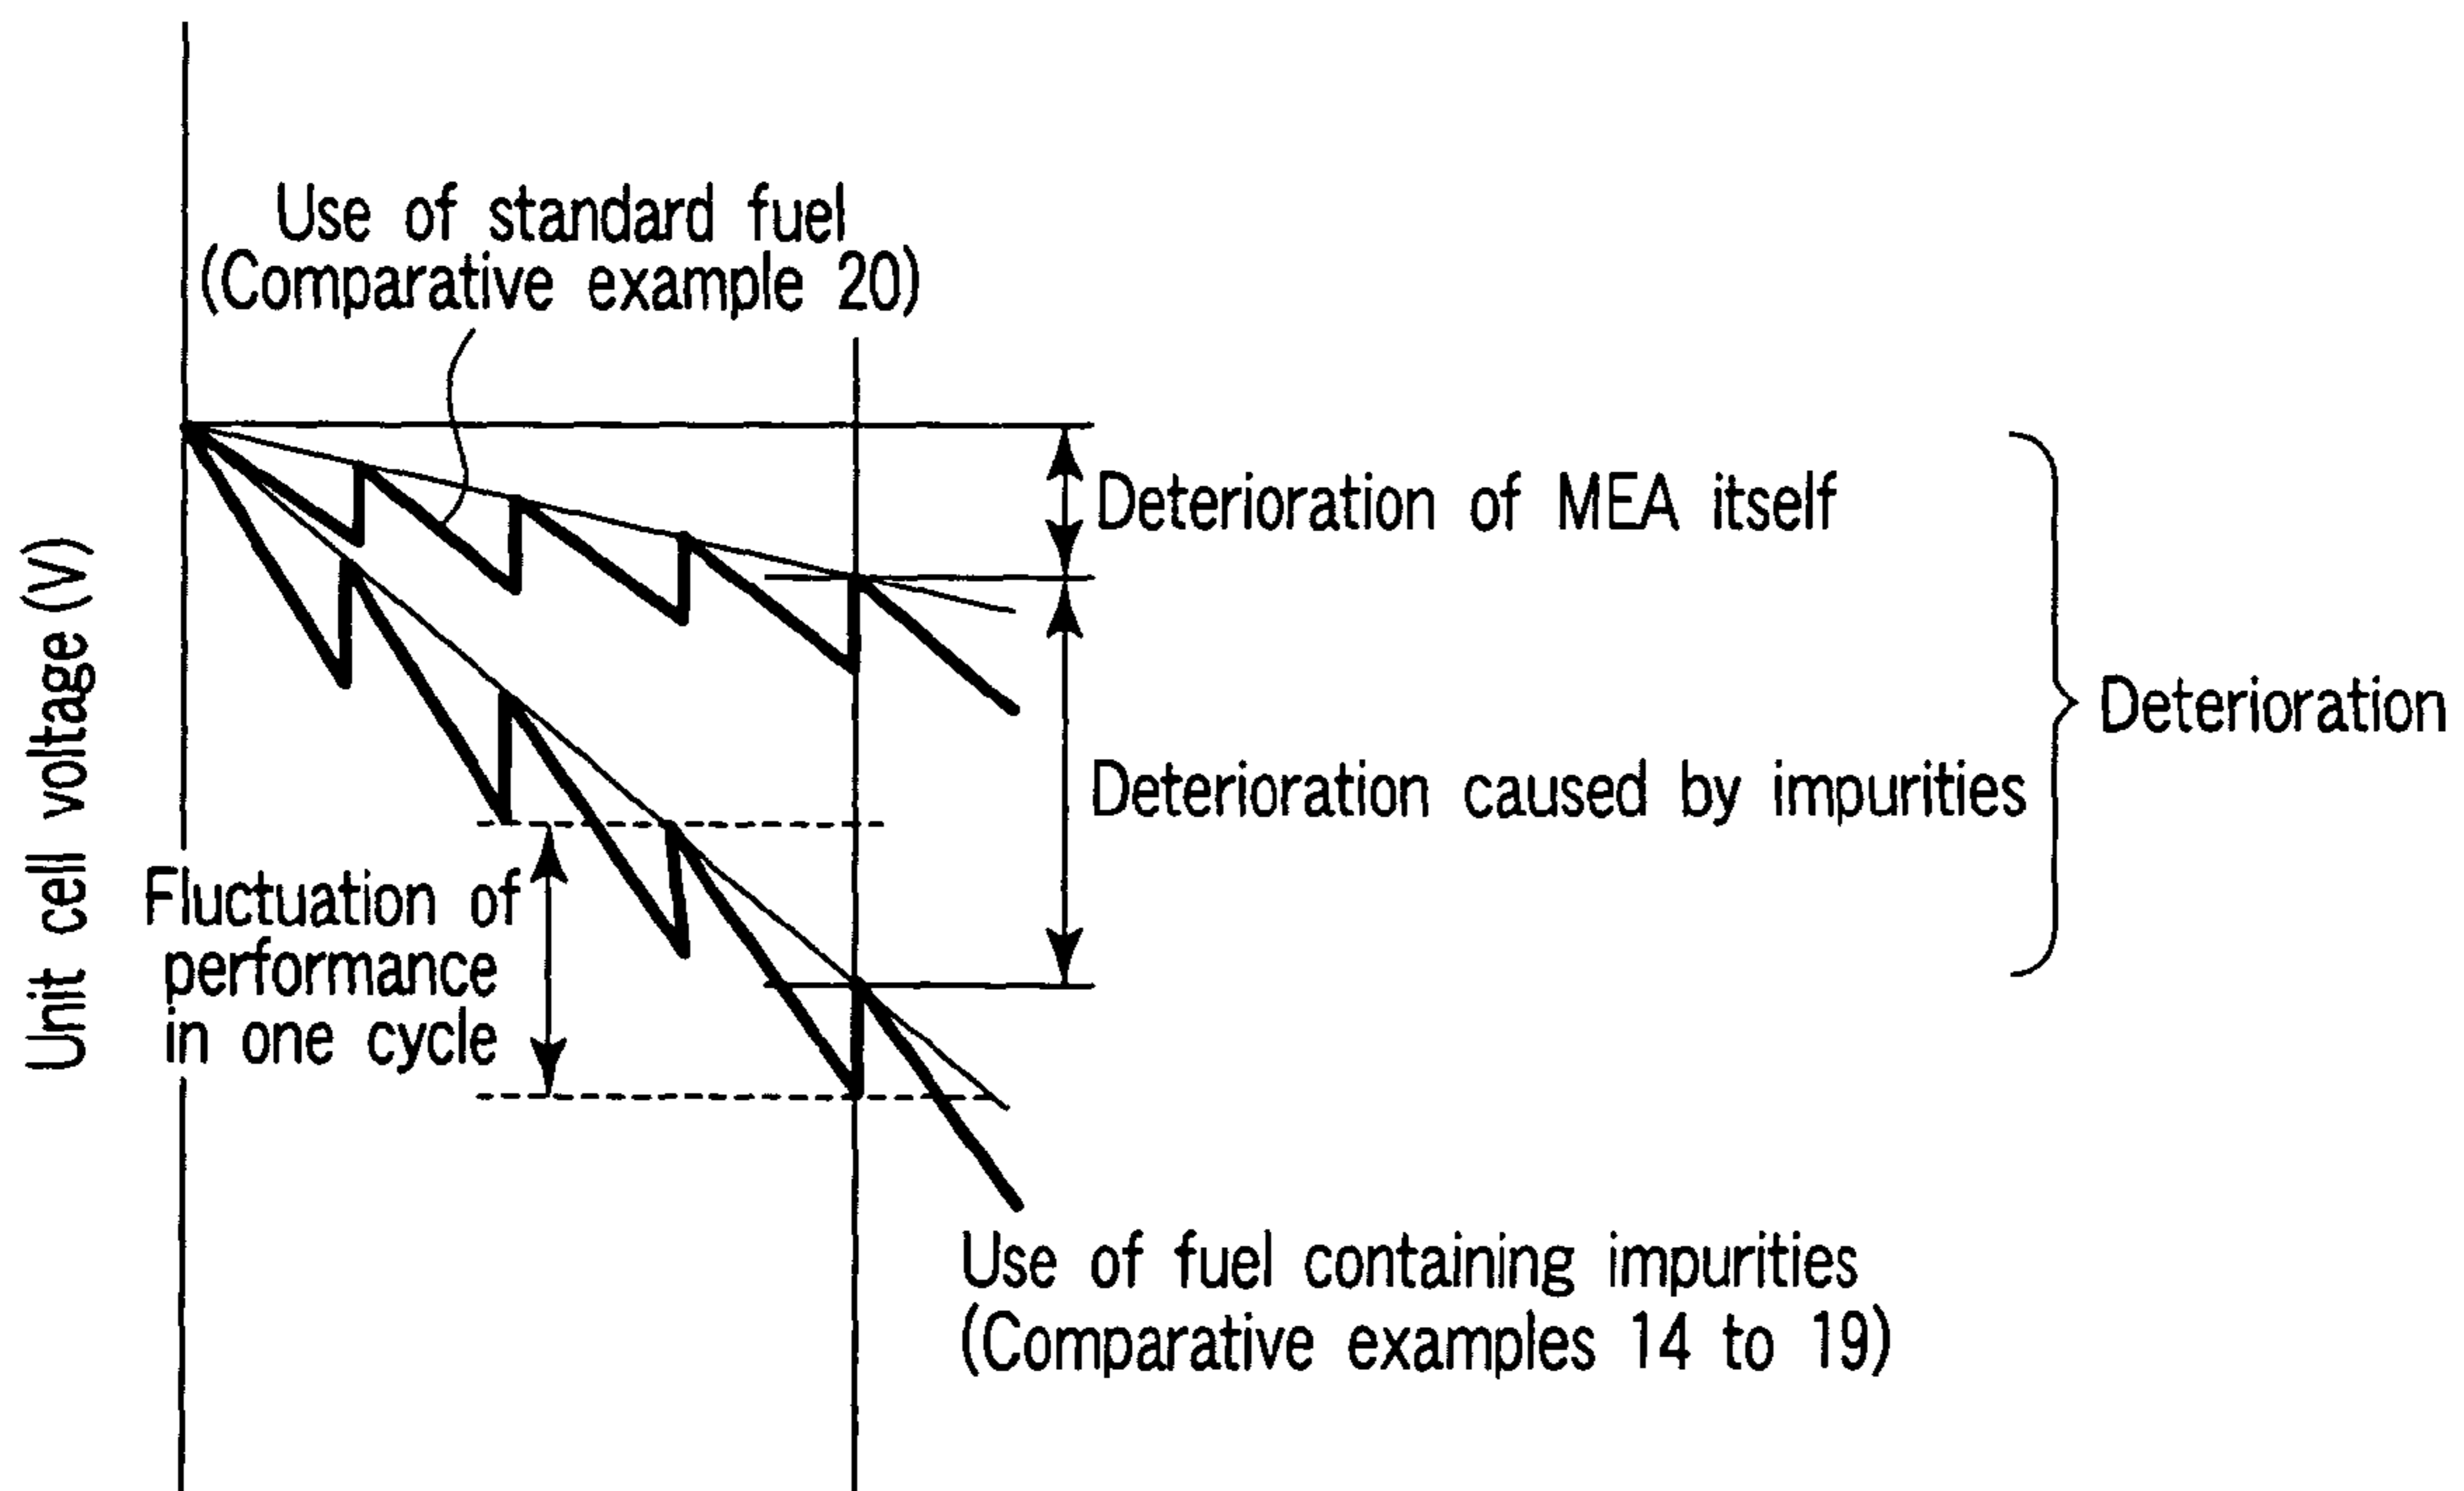 Use of standard fuel
(Comparative example 20)
Unit cell voltage (V)
Deterioration of MEA itself
Deterioration caused by impurities
Deterioration
Fluctuation of
performance
in one cycle
Use of fuel containing impurities
(Comparative examples 14 to 19)